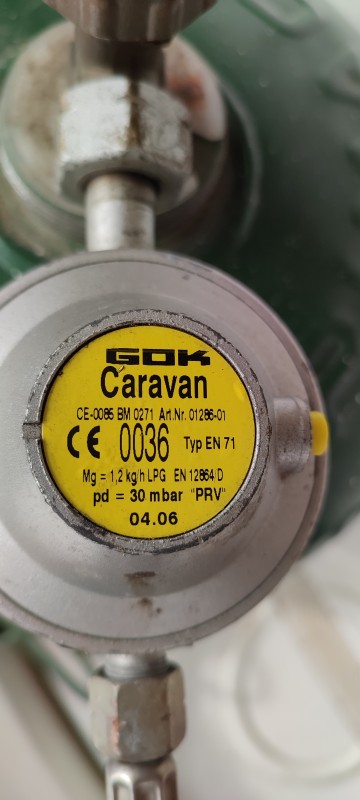 GOK
Caravan
CE-0085 BM 0271 Art.Nr. 01286-01
CE 0036 Typ EN 71
Mg = 1,2 kg/h LPG EN 12864/D
pd = 30 mbar "PRV"
04.06